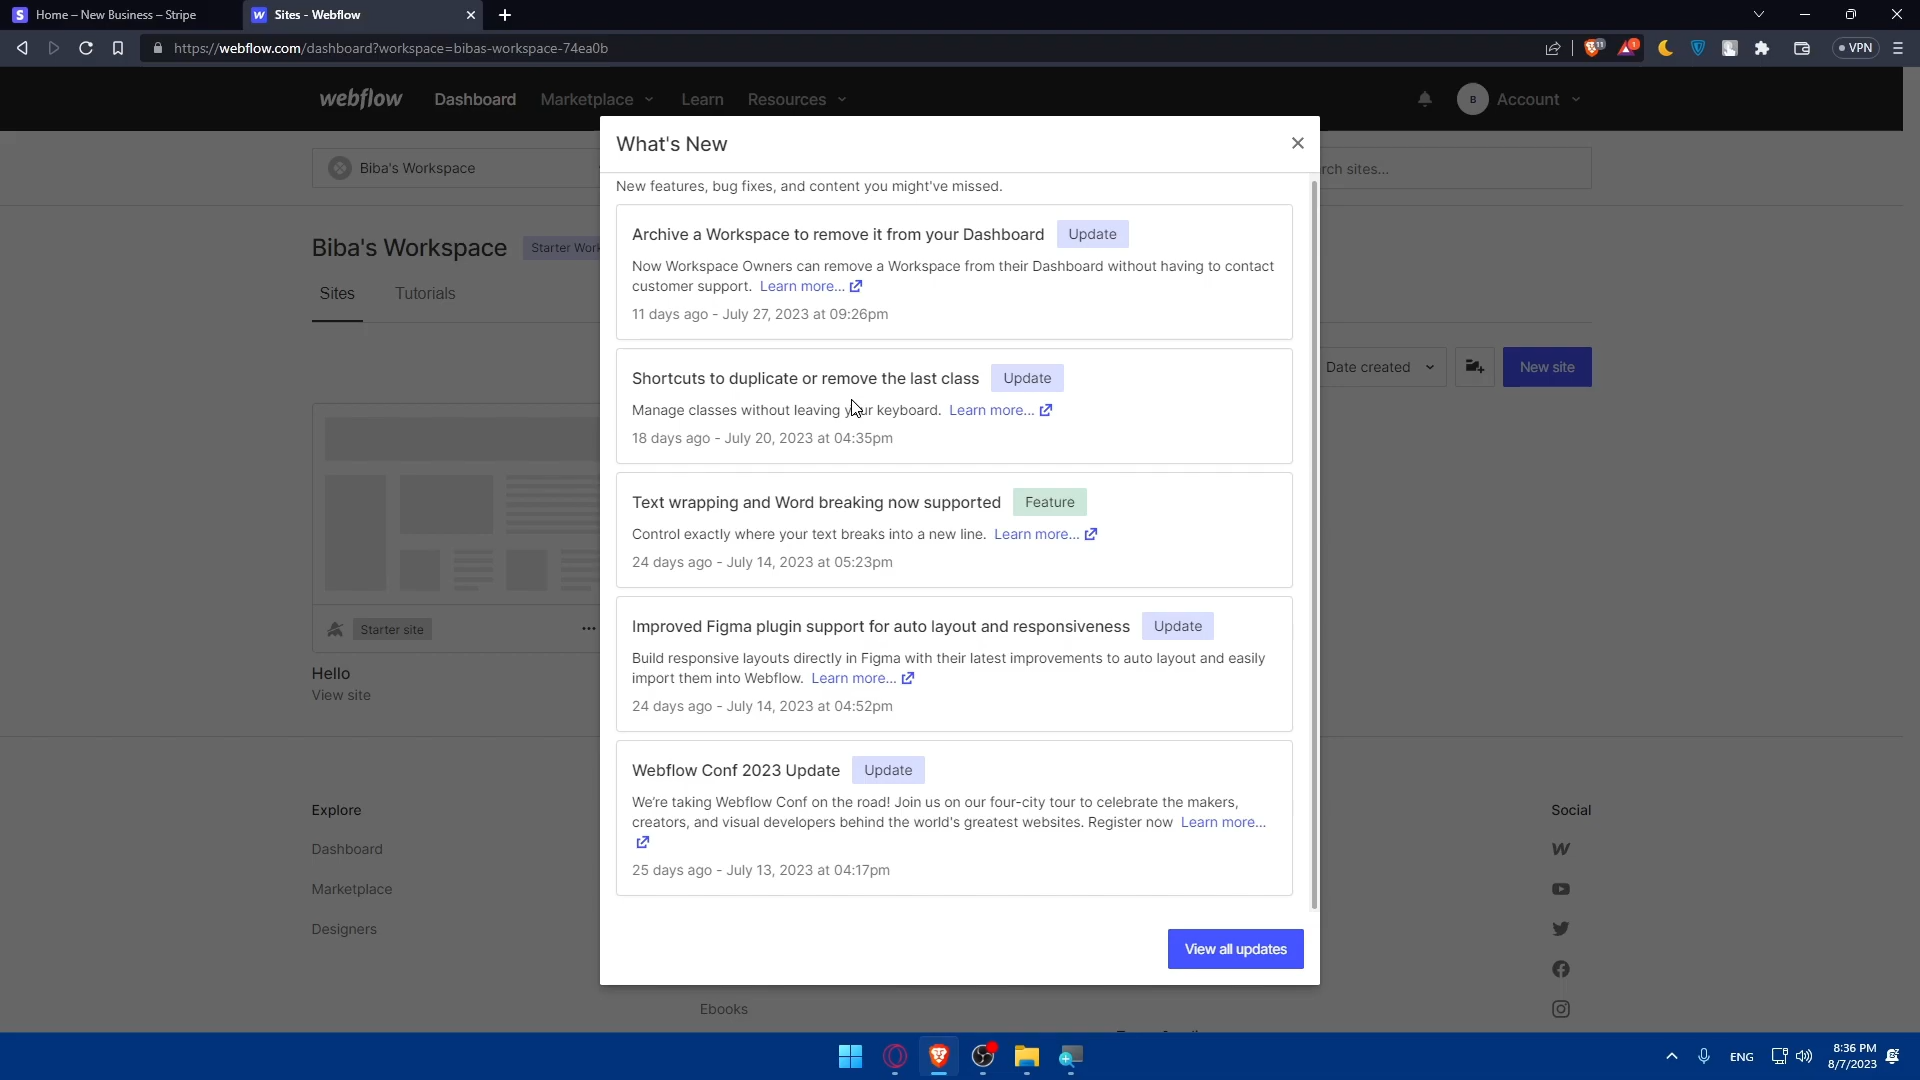 Home – New Business – Stripe
Sites - Webflow
https://webflow.com/dashboard?workspace=bibas-workspace-74ea0b
11
1
VPN
webflow
Dashboard
Marketplace
Learn
Resources
B
Account
What's New
Biba's Workspace
rch sites...
New features, bug fixes, and content you might've missed.
Archive a Workspace to remove it from your Dashboard Update
Now Workspace Owners can remove a Workspace from their Dashboard without having to contact
customer support. Learn more...
11 days ago - July 27, 2023 at 09:26pm
Biba's Workspace
Starter Work
Sites
Tutorials
Shortcuts to duplicate or remove the last class Update
Manage classes without leaving your keyboard. Learn more...
18 days ago - July 20, 2023 at 04:35pm
Date created
New site
Text wrapping and Word breaking now supported Feature
Control exactly where your text breaks into a new line. Learn more...
24 days ago - July 14, 2023 at 05:23pm
Improved Figma plugin support for auto layout and responsiveness Update
Build responsive layouts directly in Figma with their latest improvements to auto layout and easily
import them into Webflow. Learn more...
24 days ago - July 14, 2023 at 04:52pm
Starter site
Hello
View site
Webflow Conf 2023 Update Update
We're taking Webflow Conf on the road! Join us on our four-city tour to celebrate the makers,
creators, and visual developers behind the world's greatest websites. Register now Learn more...
25 days ago - July 13, 2023 at 04:17pm
View all updates
Explore
Dashboard
Marketplace
Designers
Ebooks
Social
ENG
8:36 PM
8/7/2023